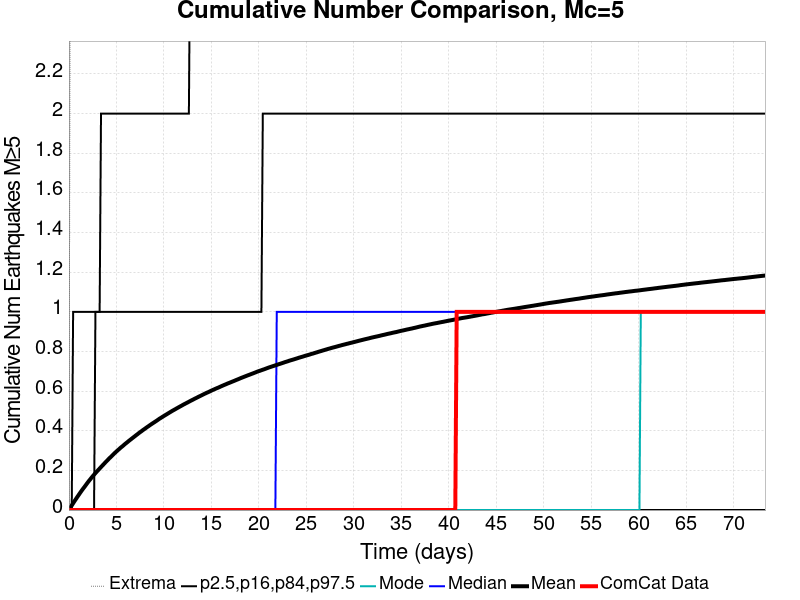 Cumulative Number Comparison, Mc=5
Cumulative Num Earthquakes M≥5
2.2
2
1.8
1.6
1.4
1.2
1
0.8
0.6
0.4
0.2
0
0 5 10 15 20 25 30 35 40 45 50 55 60 65 70
Time (days)
Extrema p2.5,p16,p84,p97.5 Mode Median Mean ComCat Data